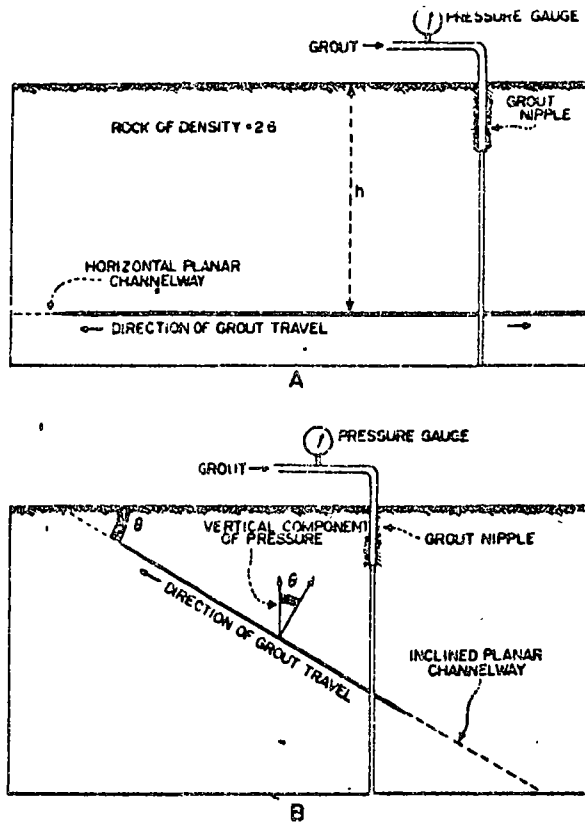 PRESSURE GAUGE
GROUT
GROUT
NIPPLE
ROCK OF DENSITY = 2.6
h
HORIZONTAL PLANAR
CHANNELWAY
DIRECTION OF GROUT TRAVEL
A
PRESSURE GAUGE
GROUT
θ
VERTICAL COMPONENT
OF PRESSURE
GROUT NIPPLE
θ
DIRECTION OF GROUT TRAVEL
INCLINED PLANAR
CHANNELWAY
B